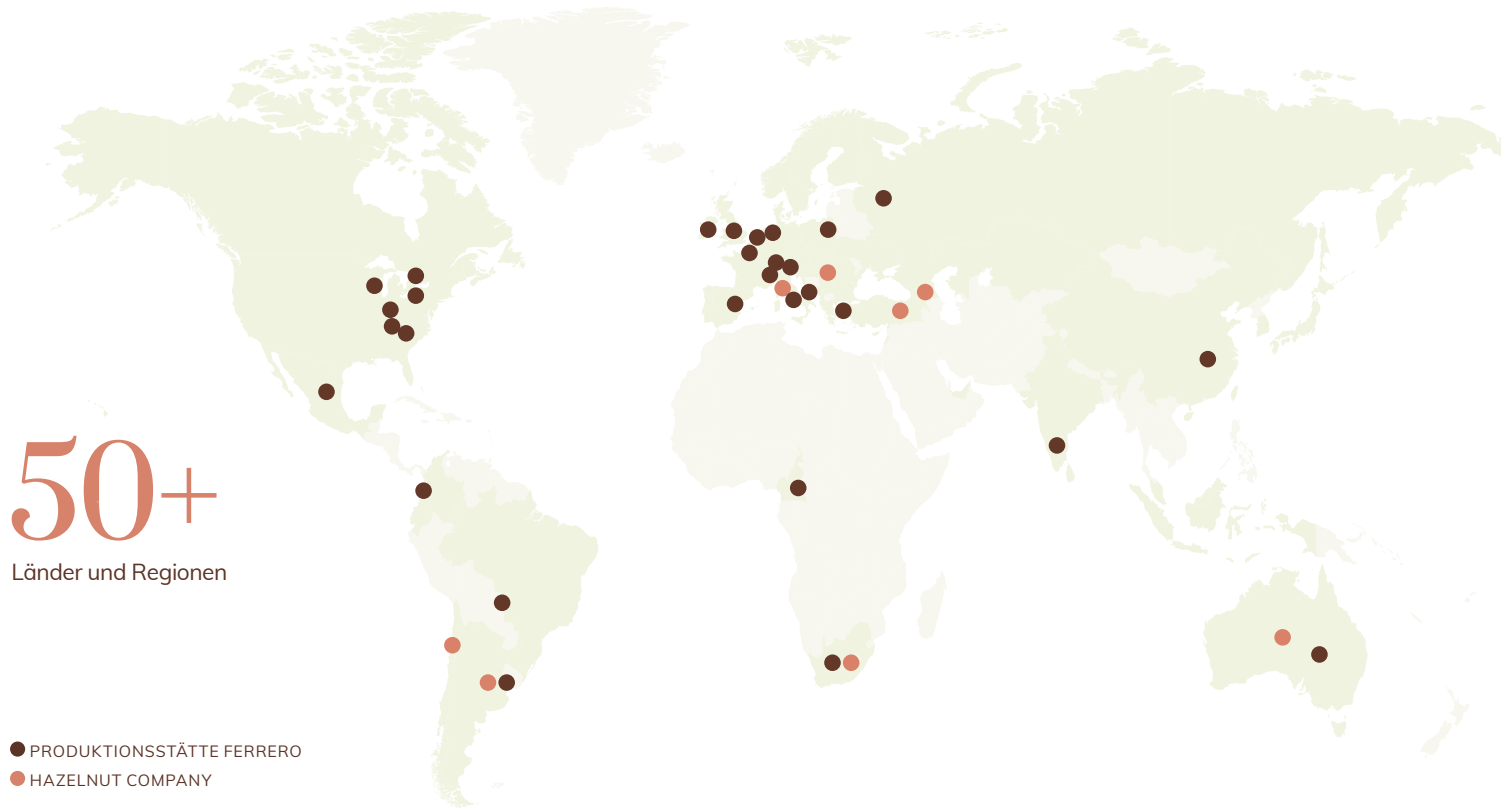 50+
Länder und Regionen
PRODUKTIONSSTÄTTE FERRERO
HAZELNUT COMPANY